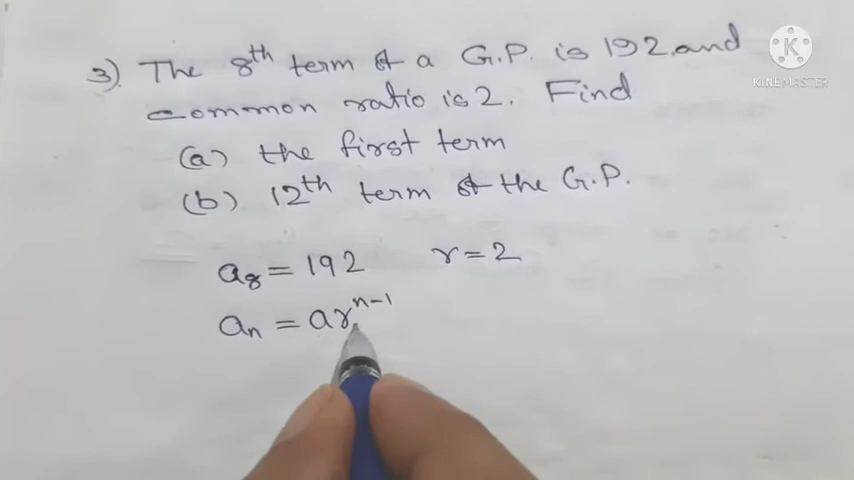 3). The 8th term of a G.P. is 192.and
common ratio is 2. Find
(a) the first term
(b) 12th term of the G.P.
a8 = 192 r = 2
an = ar^n-1
K
KINEMASTER